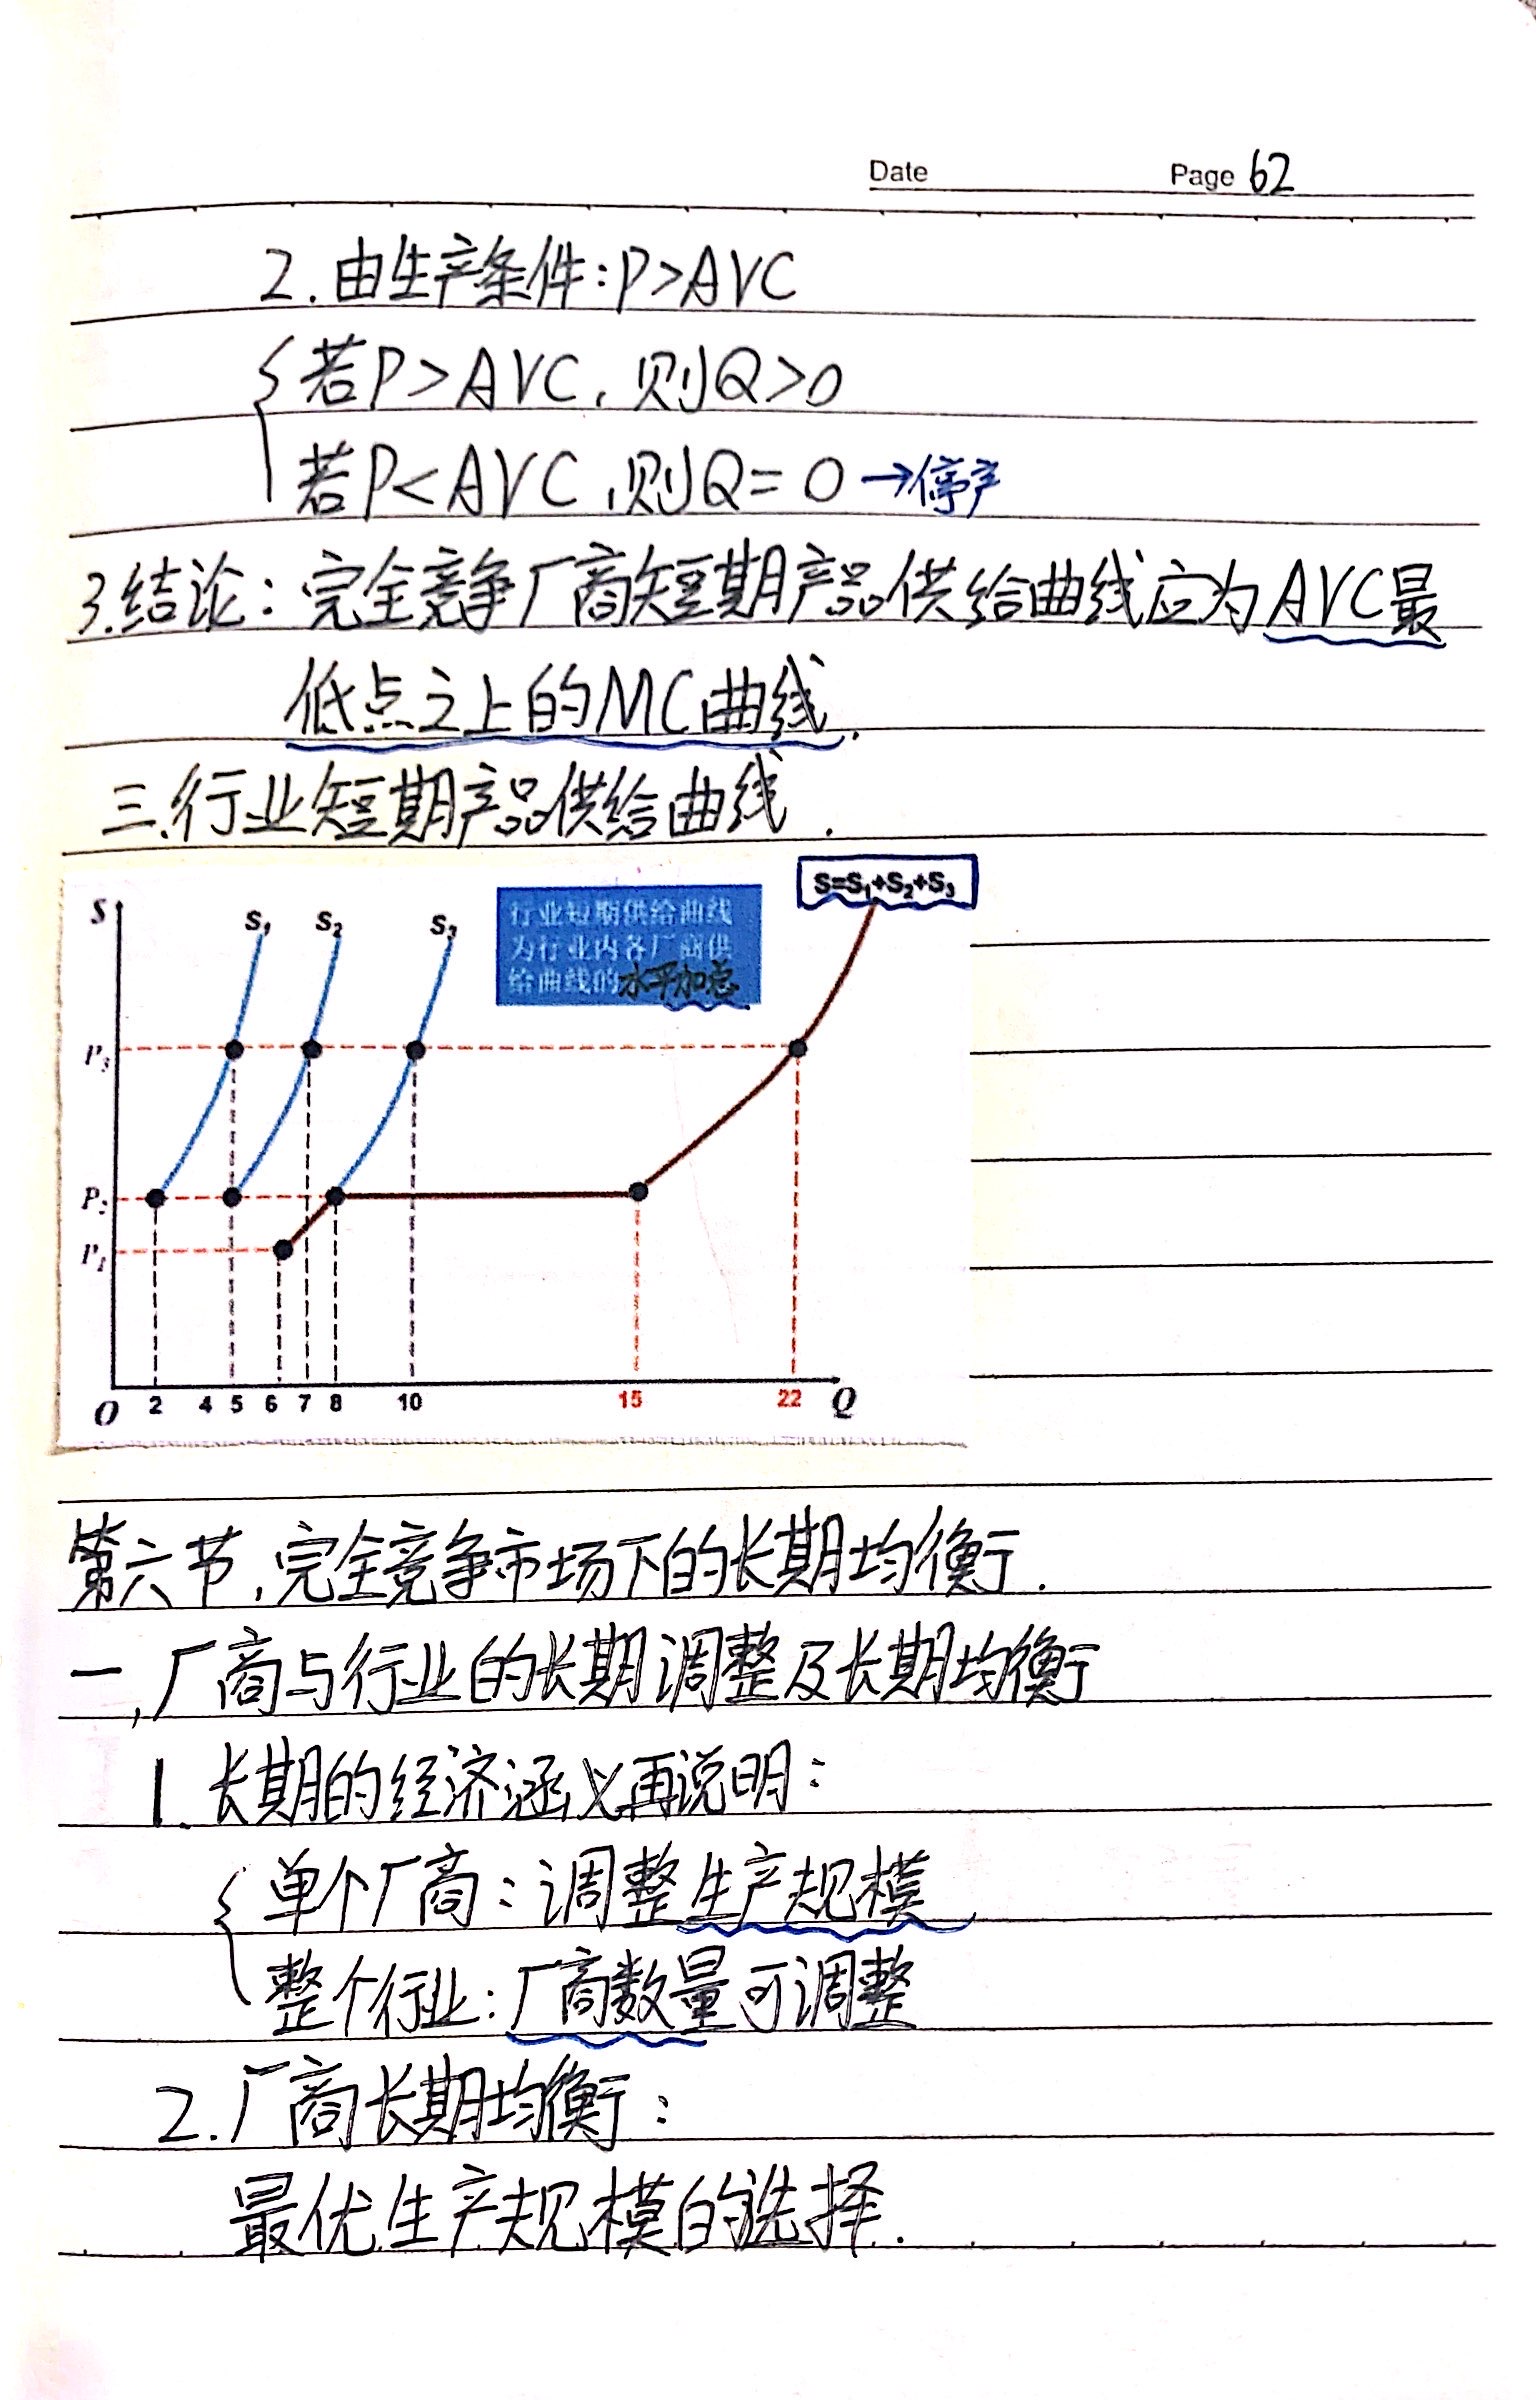 Date Page 62
2.由生产条件:P>AVC
若P>AVC,则Q>0
若P<AVC,则Q=0→停产
3.结论:完全竞争厂商短期产品供给曲线应为AVC最
低点之上的MC曲线.
三.行业短期产品供给曲线.
S=S₁+S₂+S₃
行业短期供给曲线
为行业内各厂商供
给曲线的水平加总
S S₁ S₂ S₃
P₃
P₂
P₁
O 2 4 5 6 7 8 10 15 22 Q
第六节,完全竞争市场下的长期均衡.
一,厂商与行业的长期调整及长期均衡
1.长期的经济涵义再说明:
单个厂商:调整生产规模
整个行业:厂商数量可调整
2.厂商长期均衡:
最优生产规模的选择.